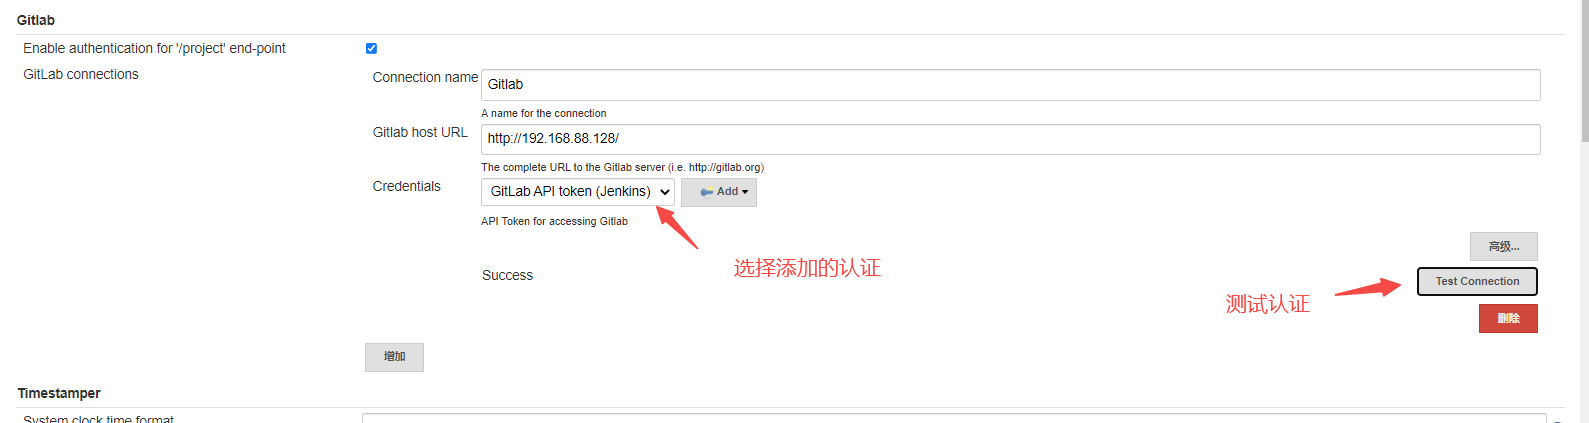 Gitlab
Enable authentication for '/project' end-point
GitLab connections
Connection name
Gitlab
A name for the connection
Gitlab host URL
http://192.168.88.128/
The complete URL to the Gitlab server (i.e. http://gitlab.org)
Credentials
GitLab API token (Jenkins)
Add
API Token for accessing Gitlab
选择添加的认证
高级...
Success
Test Connection
测试认证
删除
增加
Timestamper
System clock time format